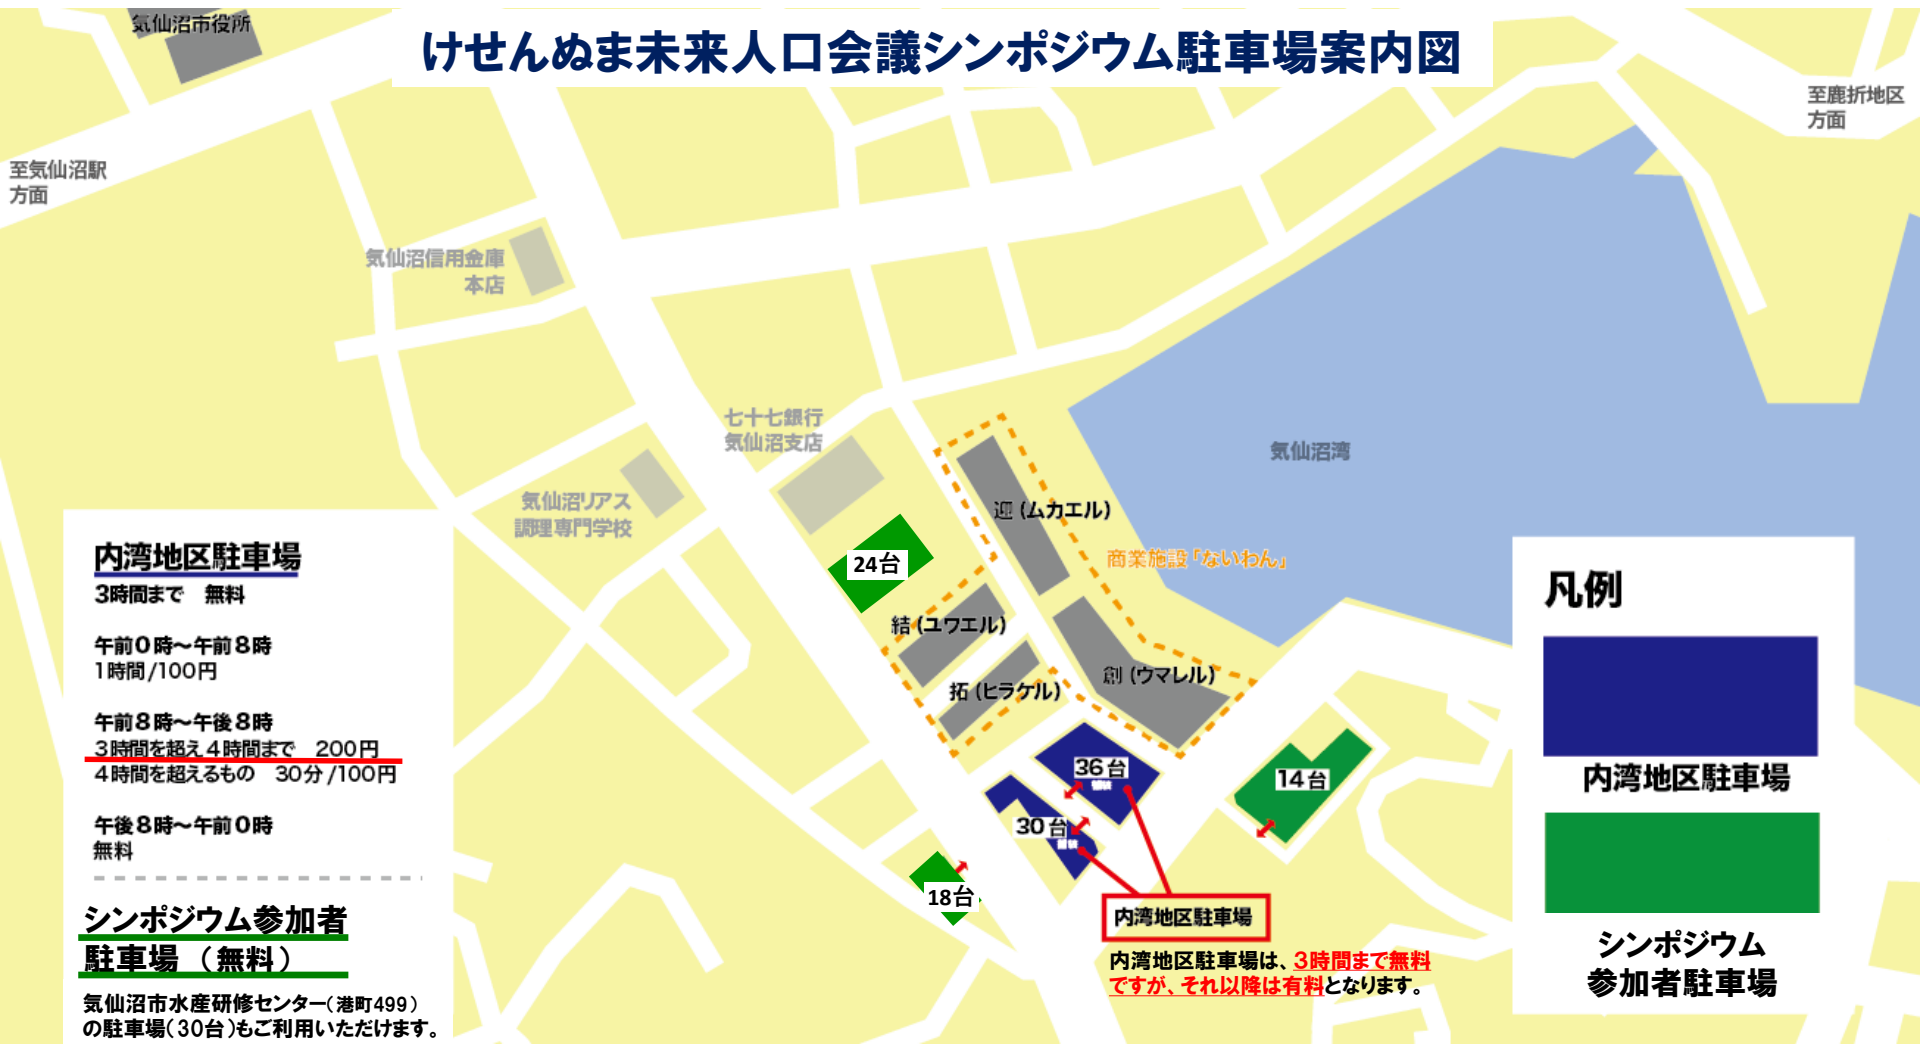 気仙沼市役所
けせんぬま未来人口会議シンポジウム駐車場案内図
至鹿折地区
方面
至気仙沼駅
方面
気仙沼信用金庫
本店
七十七銀行
気仙沼支店
気仙沼リアス
調理専門学校
気仙沼湾
迎(ムカエル)
商業施設「ないわん」
24台
結(ユワエル)
拓(ヒラケル)
創(ウマレル)
36台
30台
14台
18台
内湾地区駐車場
内湾地区駐車場は、3時間まで無料
ですが、それ以降は有料となります。
内湾地区駐車場
3時間まで 無料
午前0時〜午前8時
1時間/100円
午前8時〜午後8時
3時間を超え4時間まで 200円
4時間を超えるもの 30分/100円
午後8時〜午前0時
無料
シンポジウム参加者
駐車場（無料）
気仙沼市水産研修センター(港町499)
の駐車場(30台)もご利用いただけます。
凡例
内湾地区駐車場
シンポジウム
参加者駐車場